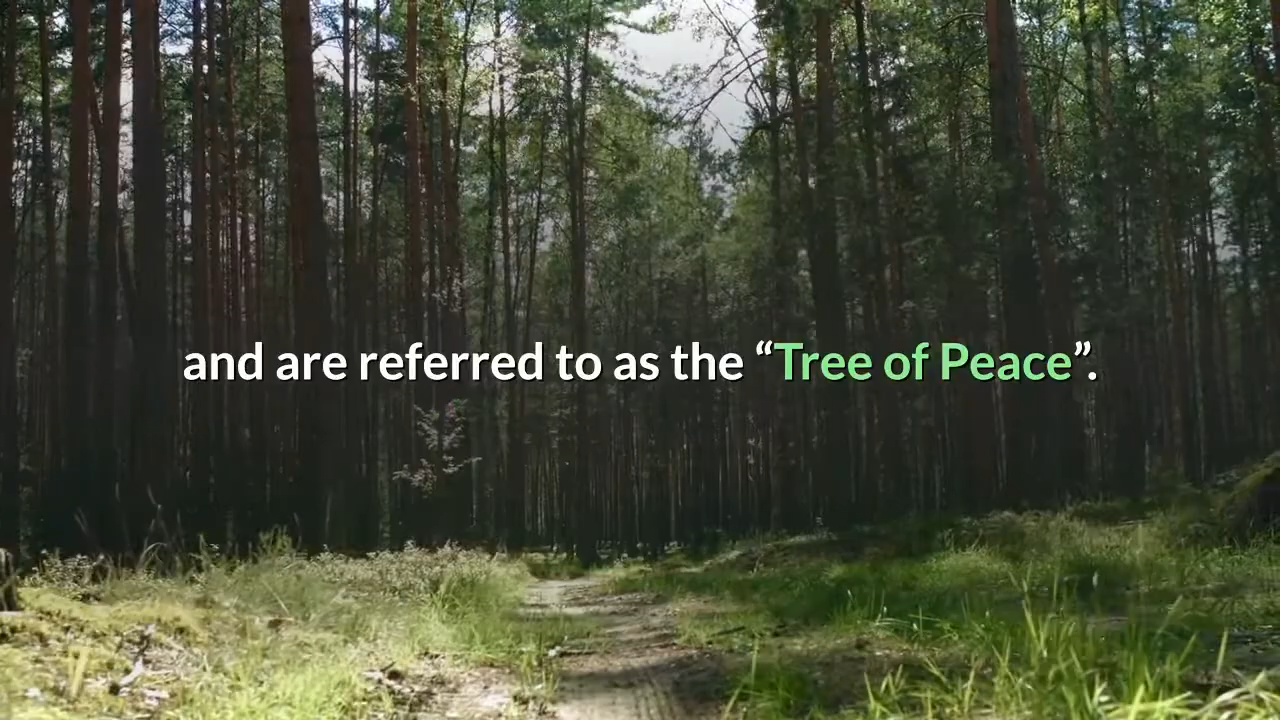 and are referred to as the “Tree of Peace”.